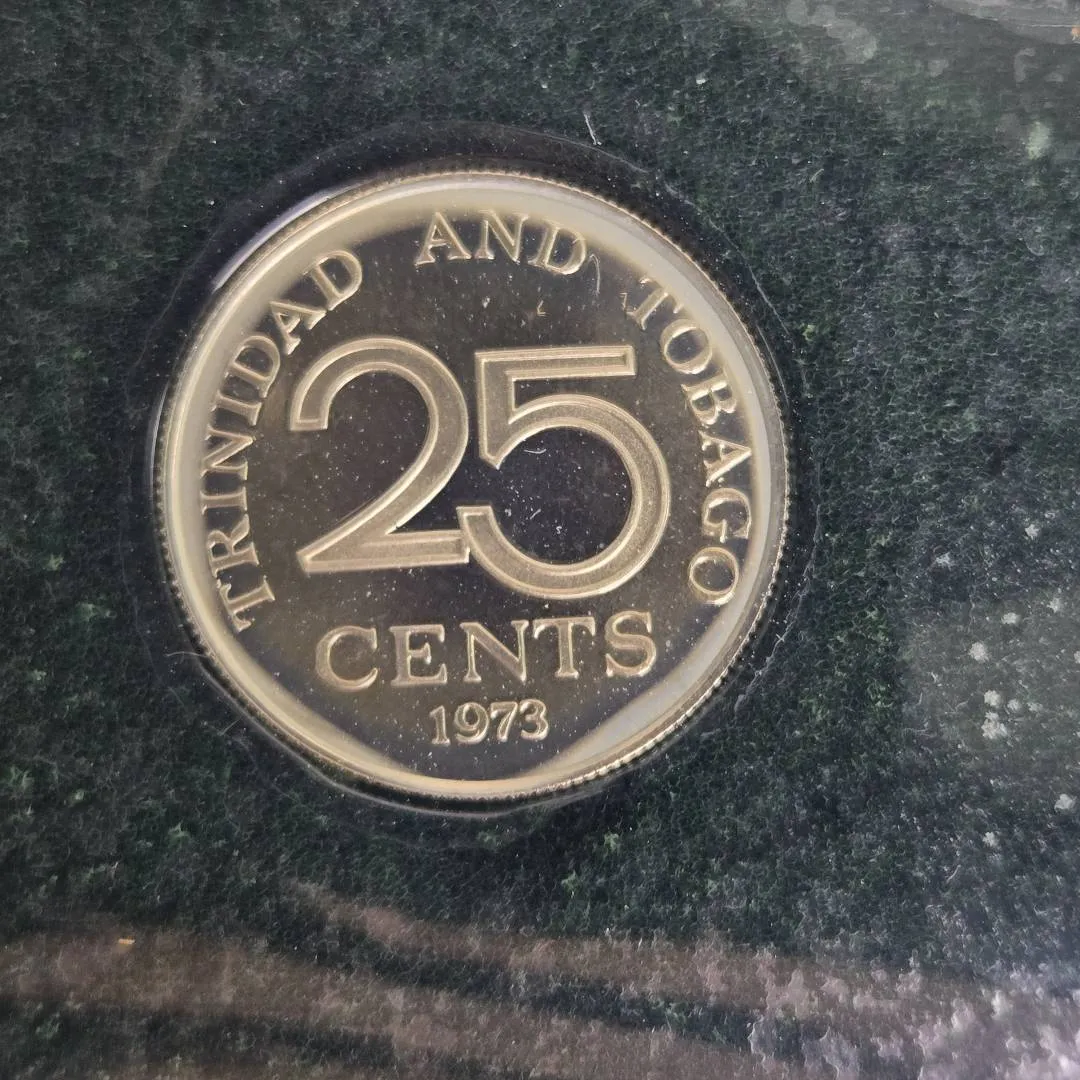 TRINIDAD AND TOBAGO
25
CENTS
1973